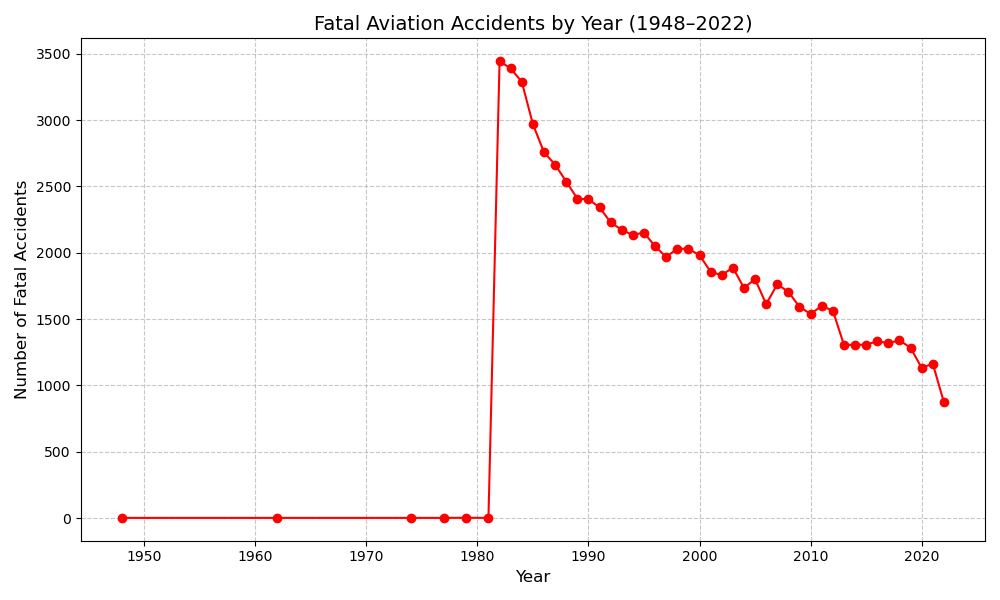 Fatal Aviation Accidents by Year (1948–2022)
Number of Fatal Accidents
3500
3000
2500
2000
1500
1000
500
0
1950 1960 1970 1980 1990 2000 2010 2020
Year